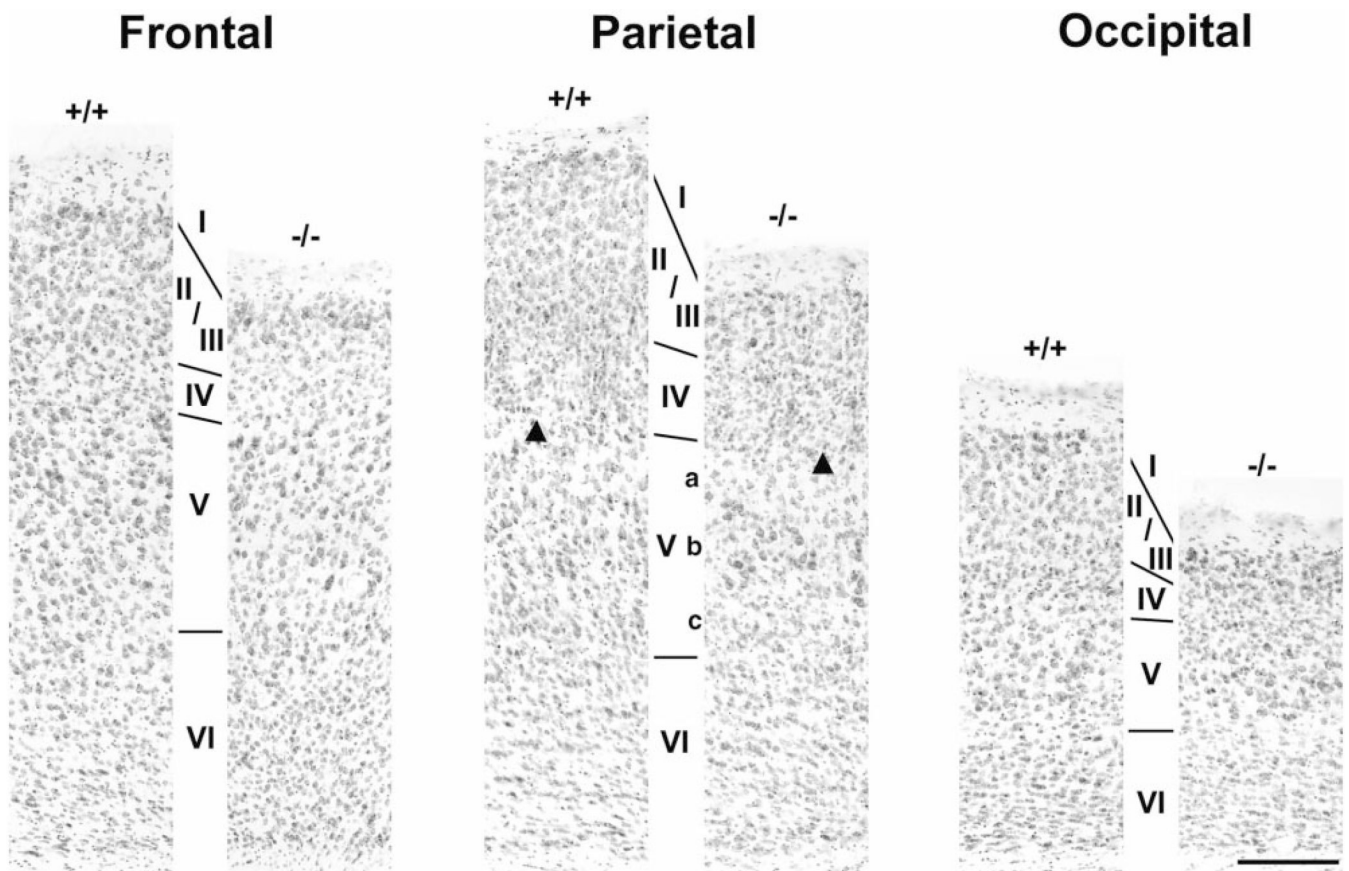 Frontal
Parietal
Occipital
+/+
-/-
I
II
/
III
IV
V
VI
+/+
-/-
I
II
/
III
IV
a
V b
c
VI
+/+
-/-
I
II
/
III
IV
V
VI